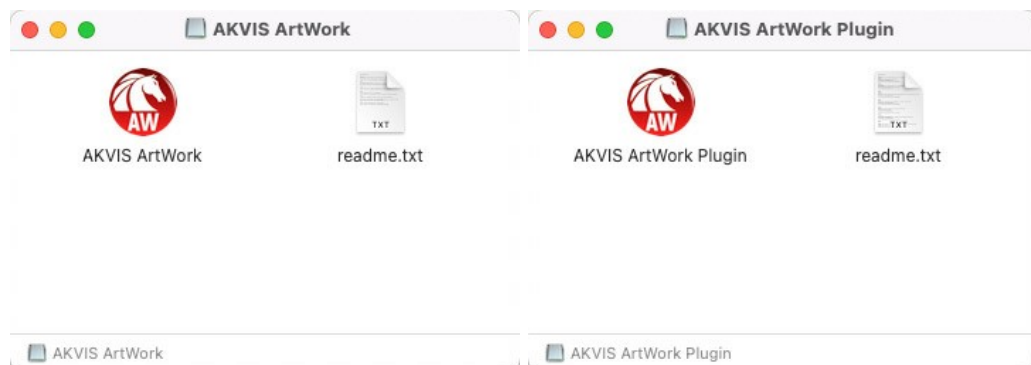 AKVIS ArtWork
AW
TXT
AKVIS ArtWork
readme.txt
AKVIS ArtWork
AKVIS ArtWork Plugin
AW
TXT
AKVIS ArtWork Plugin
readme.txt
AKVIS ArtWork Plugin